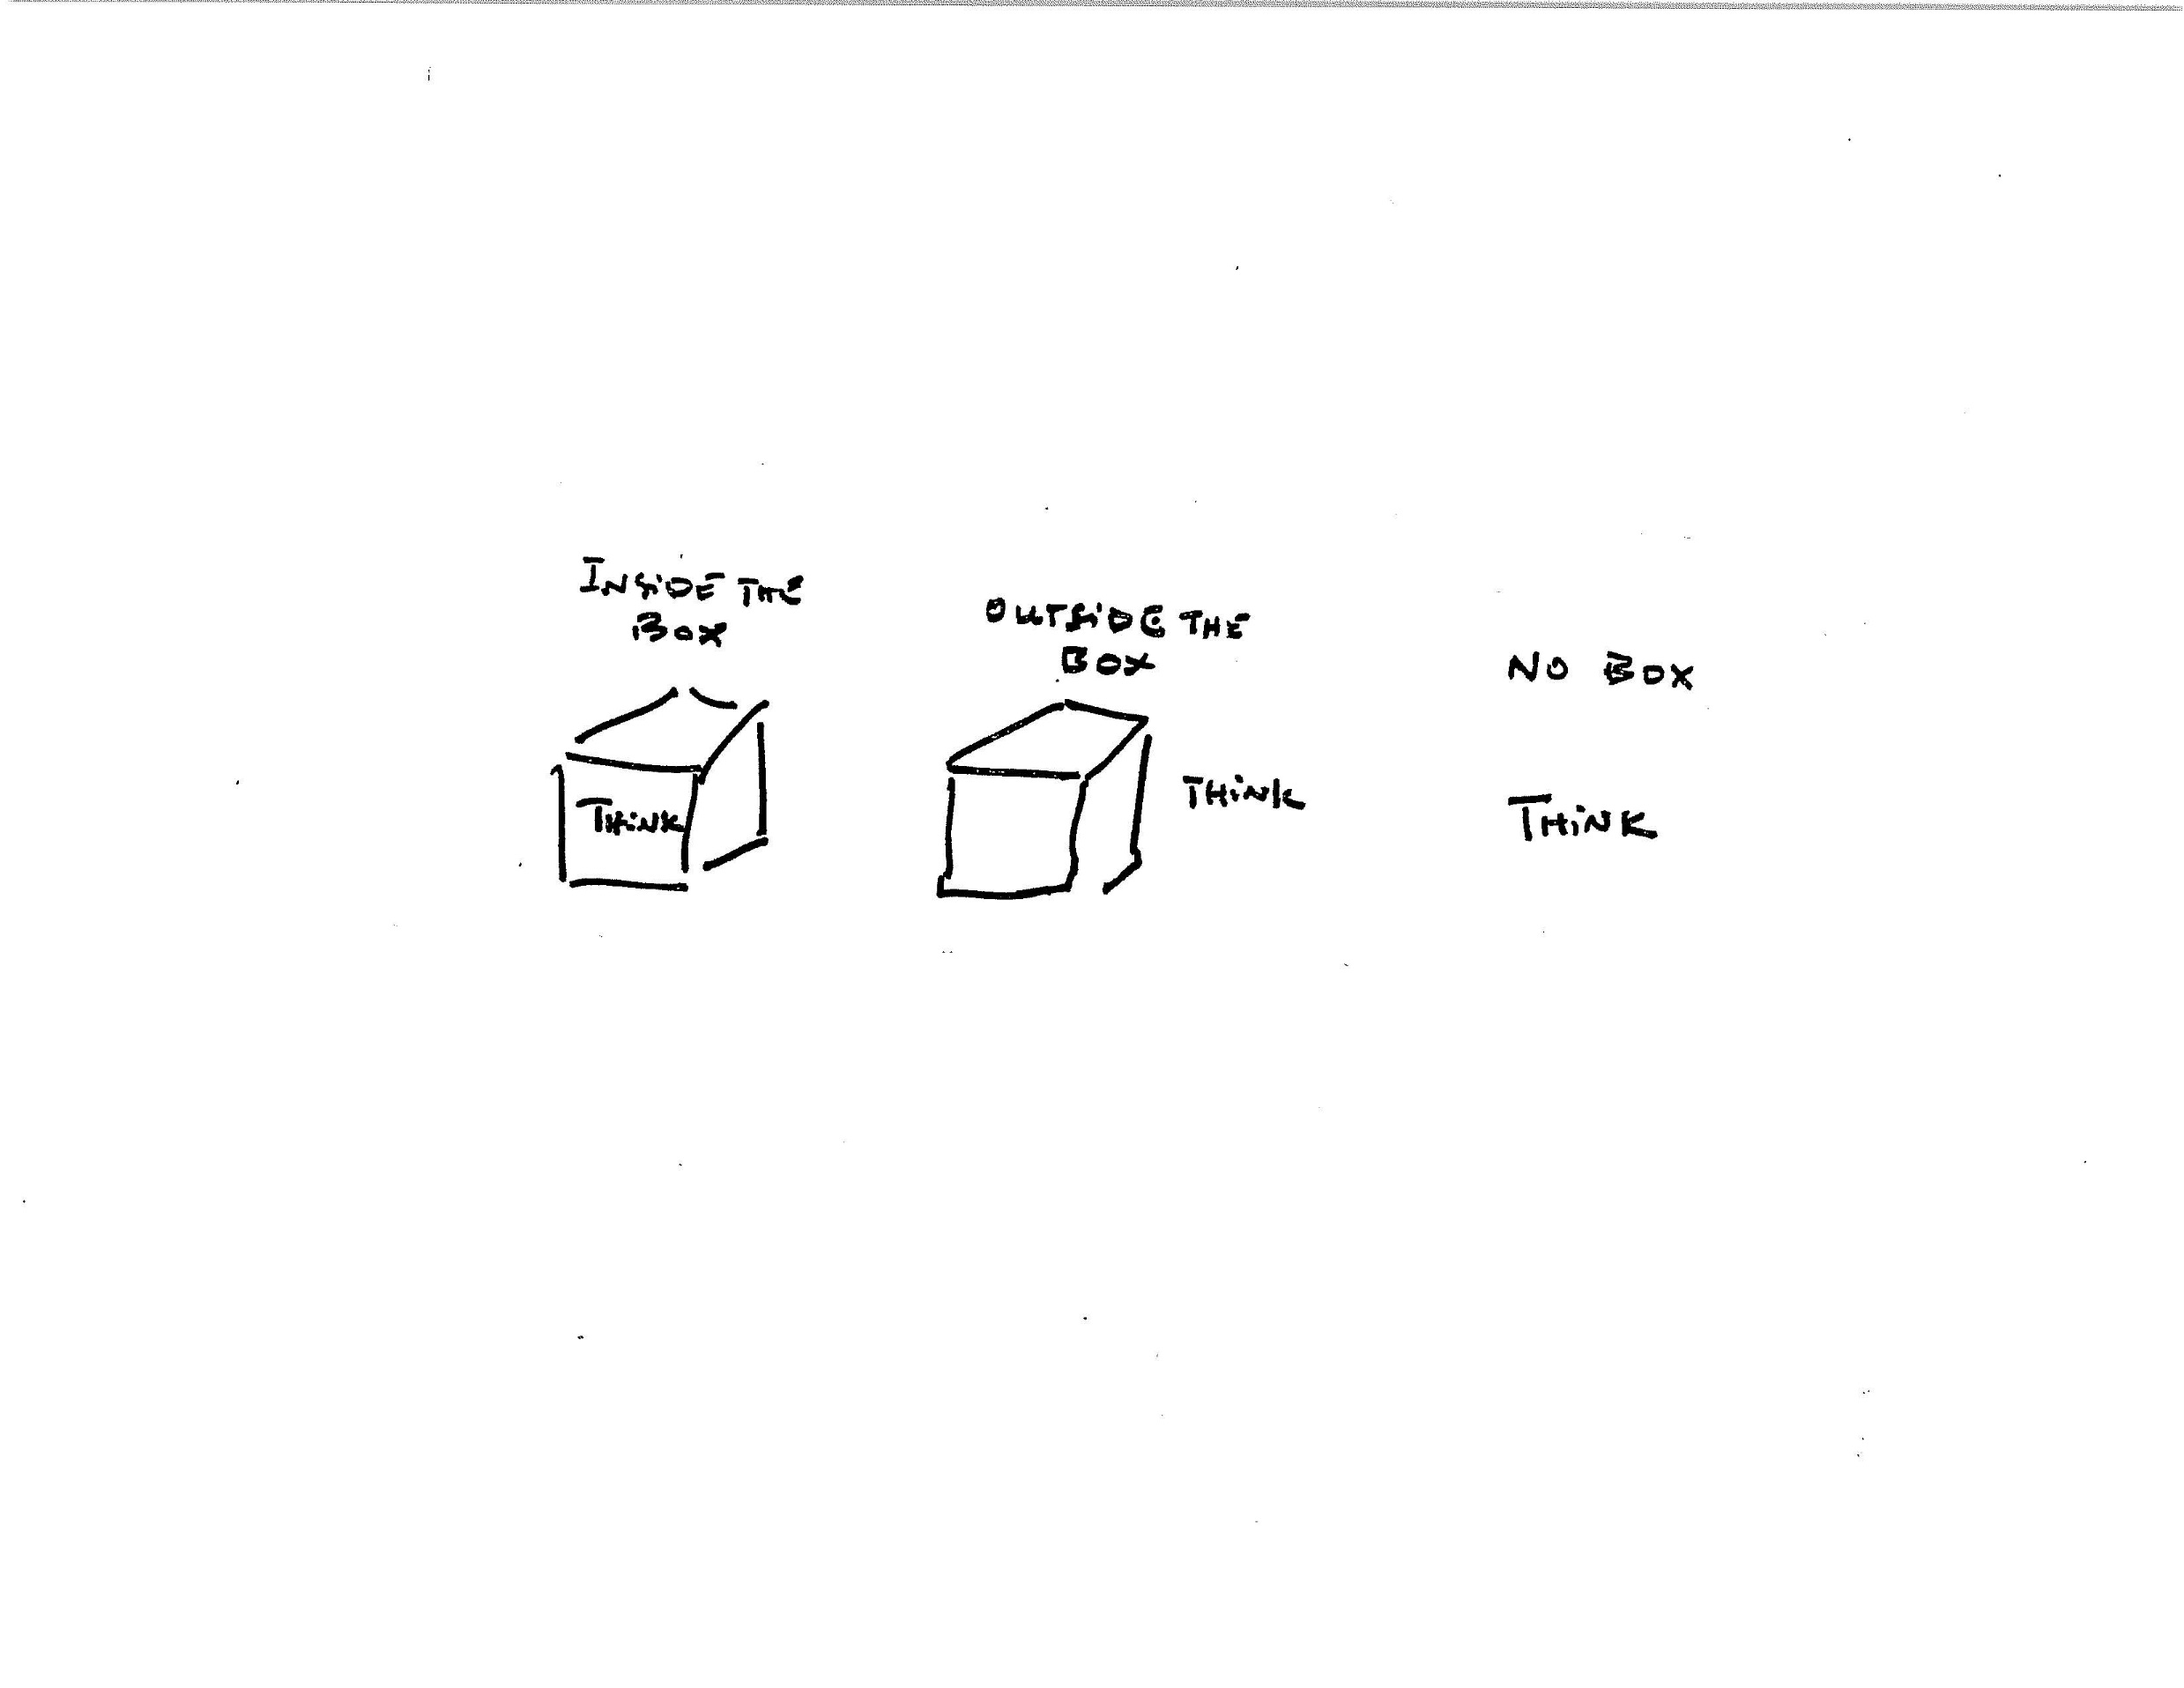 INSIDE THE
BOX
THINK
OUTSIDE THE
BOX
THINK
NO BOX
THINK